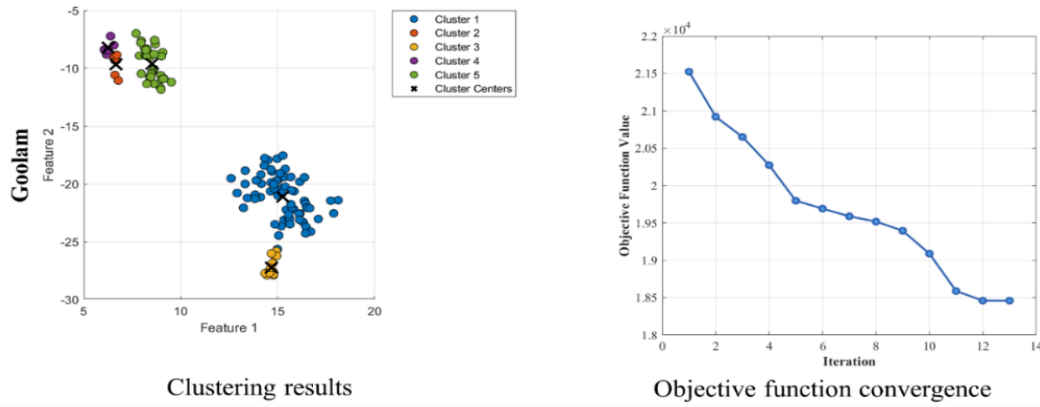 Goolam
Feature 2
-5
-10
-15
-20
-25
-30
5
10
15
20
Feature 1
Cluster 1
Cluster 2
Cluster 3
Cluster 4
Cluster 5
Cluster Centers
Clustering results
×10⁴
Objective Function Value
2.2
2.15
2.1
2.05
2
1.95
1.9
1.85
1.8
0
2
4
6
8
10
12
14
Iteration
Objective function convergence